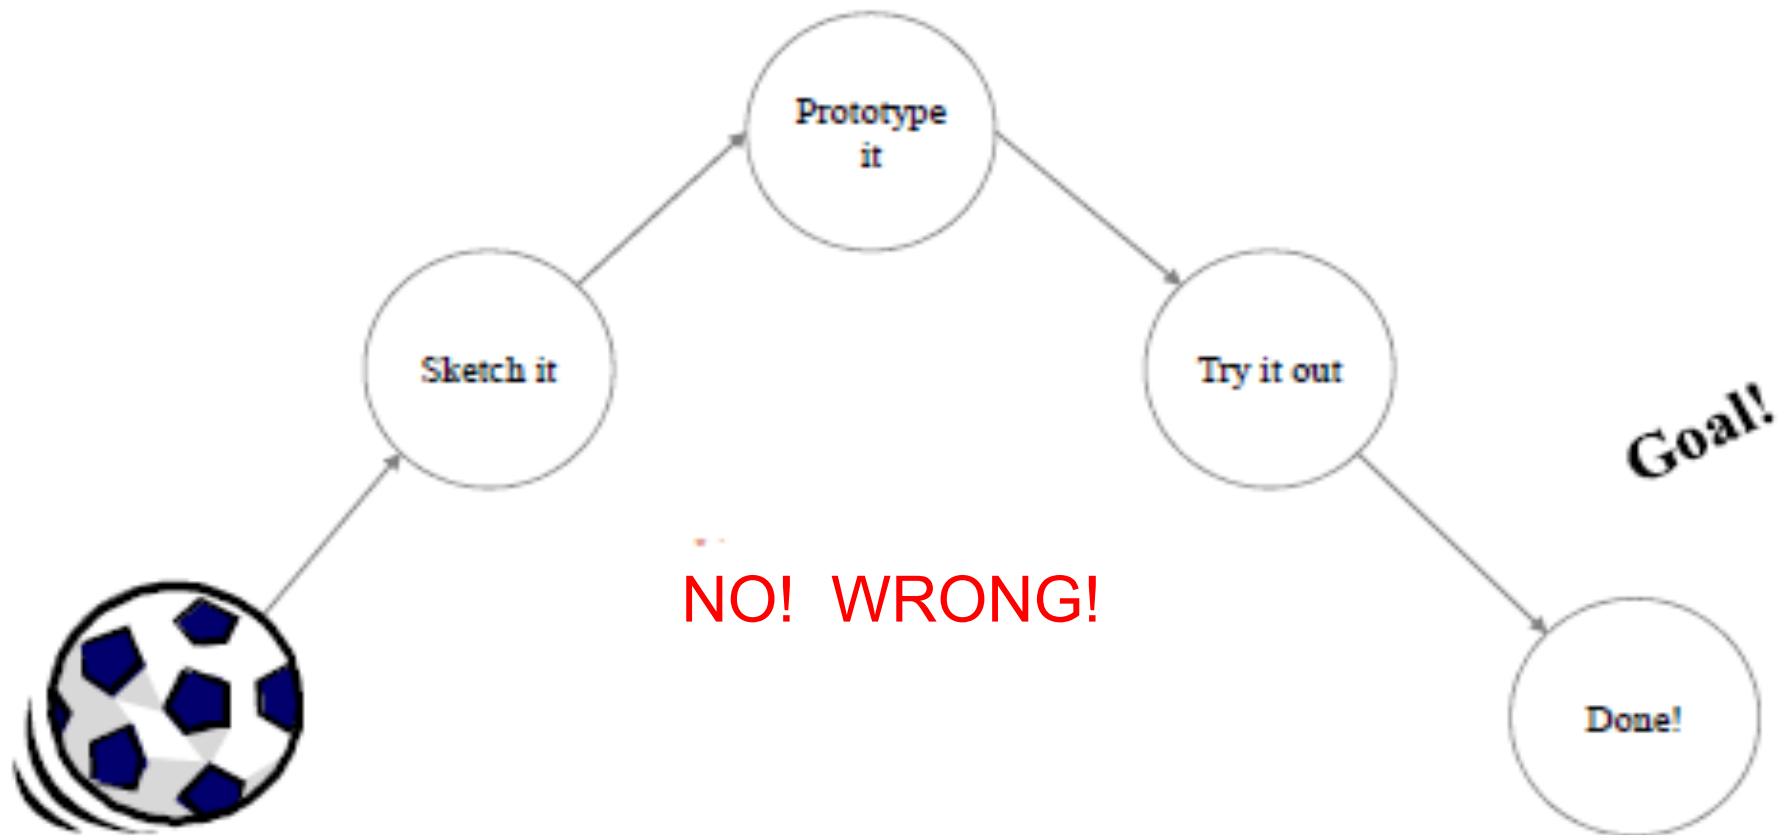 Prototype
it
Sketch it
Try it out
Goal!
NO!  WRONG!
Done!